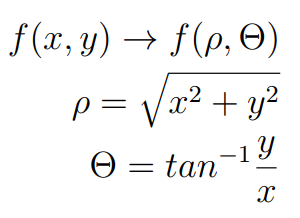 f(x, y) → f(ρ, Θ)
ρ = √(x² + y²)
Θ = tan⁻¹ y/x